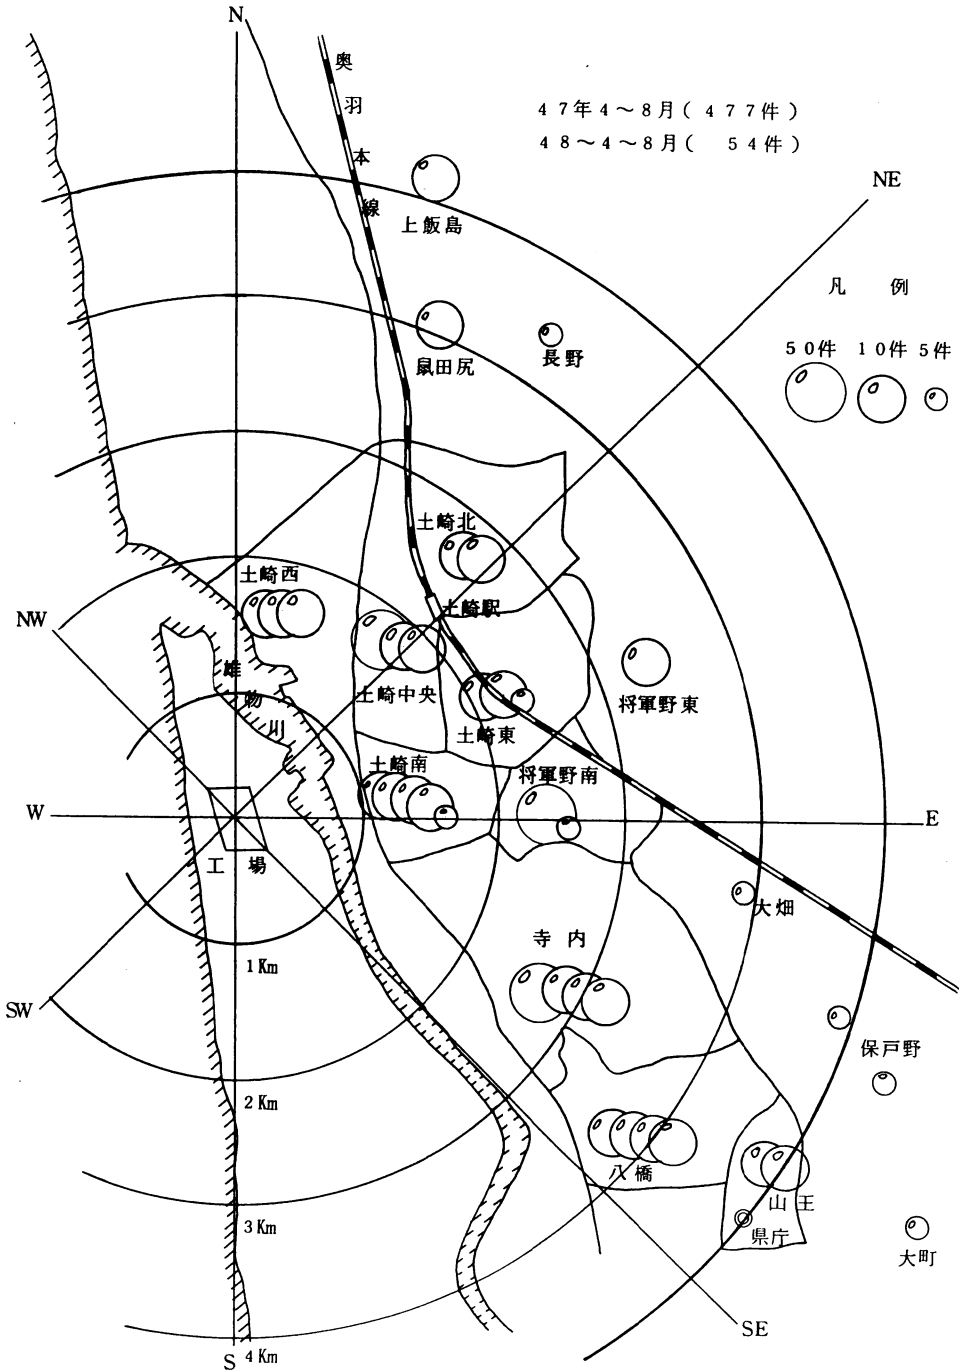 N
奥羽本線
47年4～8月( 477件)
48～4～8月( 54件)
NE
上飯島
凡 例
50件 10件 5件
鼠田尻
長野
土崎北
土崎西
土崎駅
NW
雄物川
土崎中央
土崎東
将軍野東
土崎南
将軍野南
W
E
工 場
大畑
寺 内
1Km
SW
保戸野
2Km
八橋
山王
3Km
県庁
大町
SE
S
4Km